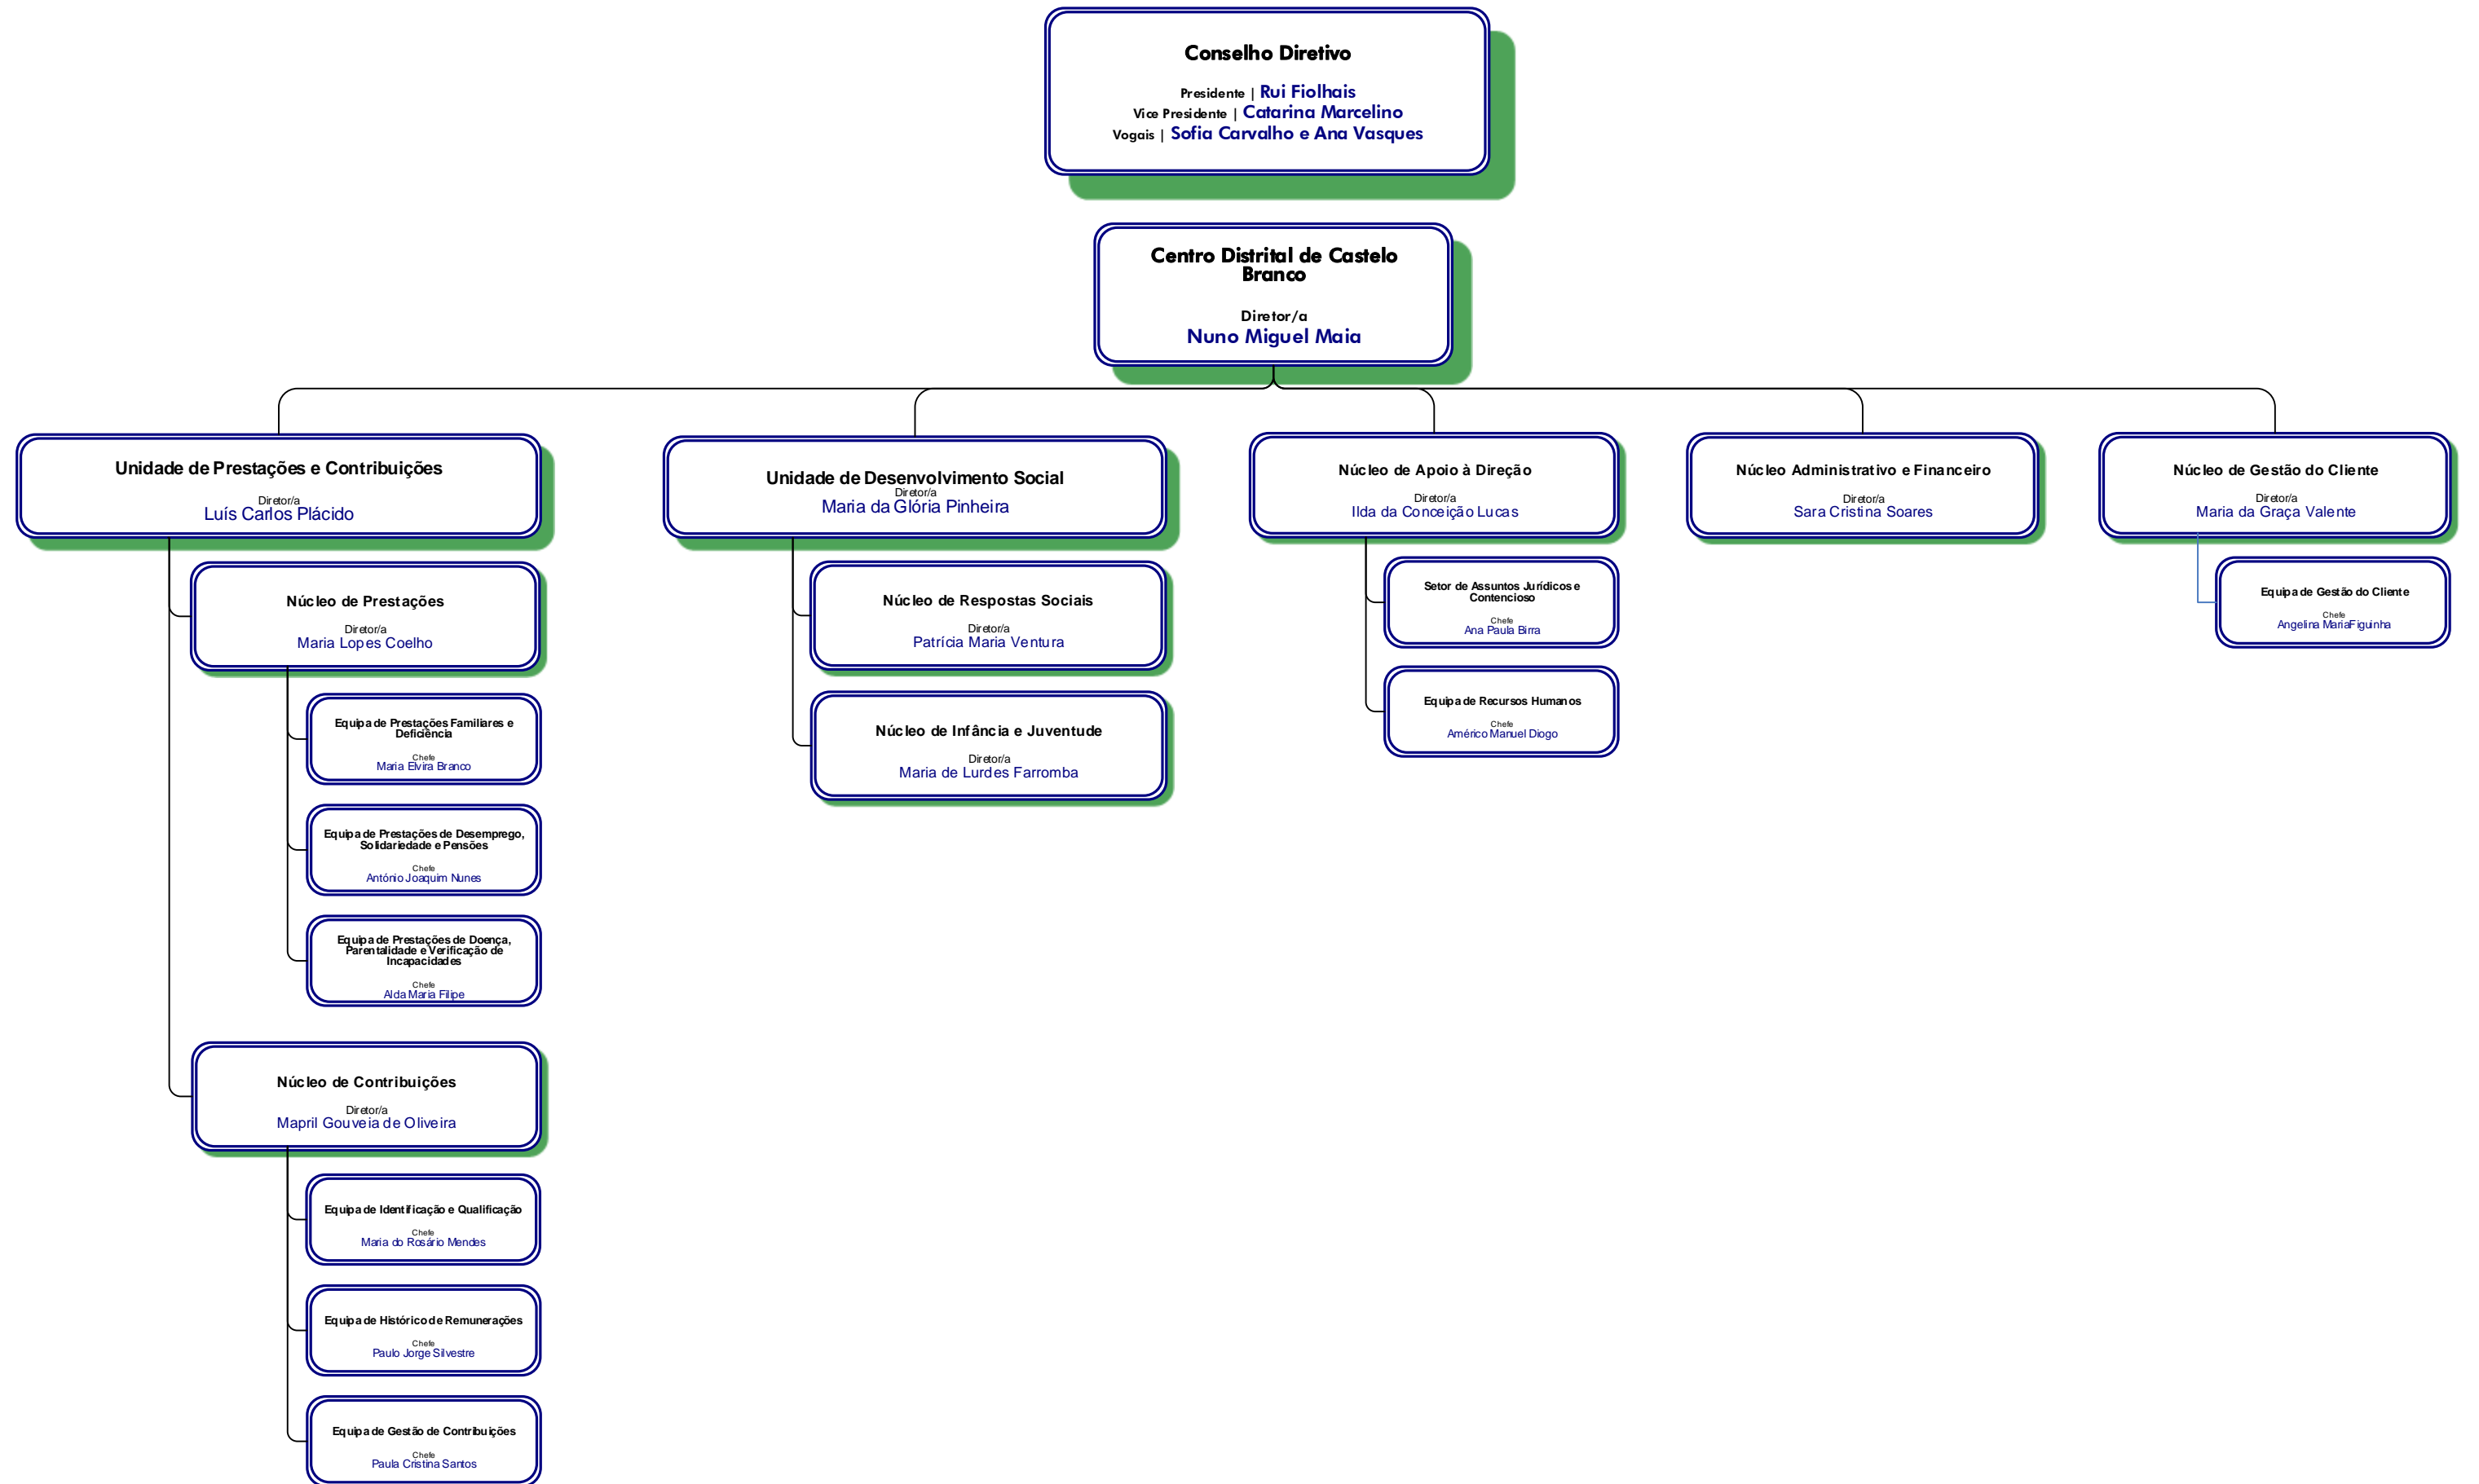 Conselho Diretivo
Presidente | Rui Fiolhais
Vice Presidente | Catarina Marcelino
Vogais | Sofia Carvalho e Ana Vasques
Centro Distrital de Castelo
Branco
Diretor/a
Nuno Miguel Maia
Unidade de Prestações e Contribuições
Diretor/a
Luís Carlos Plácido
Núcleo de Prestações
Diretor/a
Maria Lopes Coelho
Equipa de Prestações Familiares e
Deficiência
Chefe
Maria Elvira Branco
Equipa de Prestações de Desemprego,
Solidariedade e Pensões
Chefe
António Joaquim Nunes
Equipa de Prestações de Doença,
Parentalidade e Verificação de
Incapacidades
Chefe
Alda Maria Filipe
Núcleo de Contribuições
Diretor/a
Mapril Gouveia de Oliveira
Equipa de Identificação e Qualificação
Chefe
Maria do Rosário Mendes
Equipa de Histórico de Remunerações
Chefe
Paulo Jorge Silvestre
Equipa de Gestão de Contribuições
Chefe
Paula Cristina Santos
Unidade de Desenvolvimento Social
Diretor/a
Maria da Glória Pinheira
Núcleo de Respostas Sociais
Diretor/a
Patrícia Maria Ventura
Núcleo de Infância e Juventude
Diretor/a
Maria de Lurdes Farromba
Núcleo de Apoio à Direção
Diretor/a
Ilda da Conceição Lucas
Setor de Assuntos Jurídicos e
Contencioso
Chefe
Ana Paula Birra
Equipa de Recursos Humanos
Chefe
Américo Manuel Diogo
Núcleo Administrativo e Financeiro
Diretor/a
Sara Cristina Soares
Núcleo de Gestão do Cliente
Diretor/a
Maria da Graça Valente
Equipa de Gestão do Cliente
Chefe
Angelina MariaFiguinha